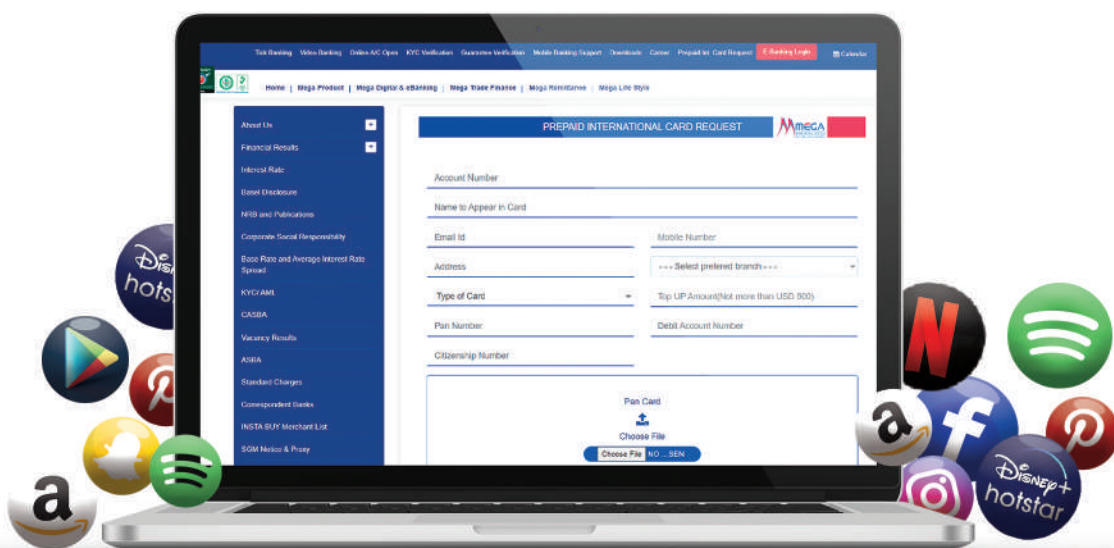 Tick Banking Video Banking Online A/C Open KYC Verification Guarantee Verification Mobile Banking Support Downloads Career Prepaid Int. Card Request E-Banking Login Calendar
Home | Mega Product | Mega Digital & eBanking | Mega Trade Finance | Mega Remittance | Mega Life Style
About Us
Financial Results
Interest Rate
Basel Disclosure
NRB and Publications
Corporate Social Responsibility
Base Rate and Average Interest Rate
Spread
KYC/ AML
CASBA
Vacancy Results
ASBA
Standard Charges
Correspondent Banks
INSTA BUY Merchant List
SGM Notice & Proxy
PREPAID INTERNATIONAL CARD REQUEST
MEGA
Account Number
Name to Appear in Card
Email Id
Mobile Number
Address
---Select prefered branch---
Type of Card
Top UP Amount(Not more than USD 500)
Pan Number
Debit Account Number
Citizenship Number
Pan Card
Choose File
Choose File NO ...SEN
Disney
hotstar
a
N
a
f
Disney+
hotstar